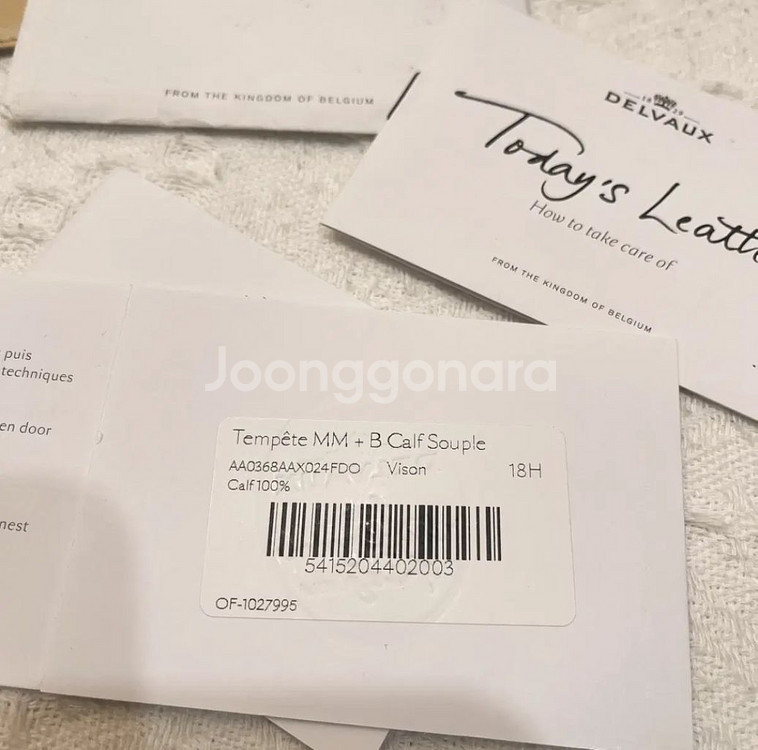 FROM THE KINGDOM OF BELGIUM
1829
DELVAUX
Today's
How to take care of
FROM THE KINGDOM OF BELGIUM
puis
techniques
en door
nest
Joonggonara
Tempête MM + B Calf Souple
AA0368AAX024FDO Vison 18H
Calf 100%
5415204402003
OF-1027995